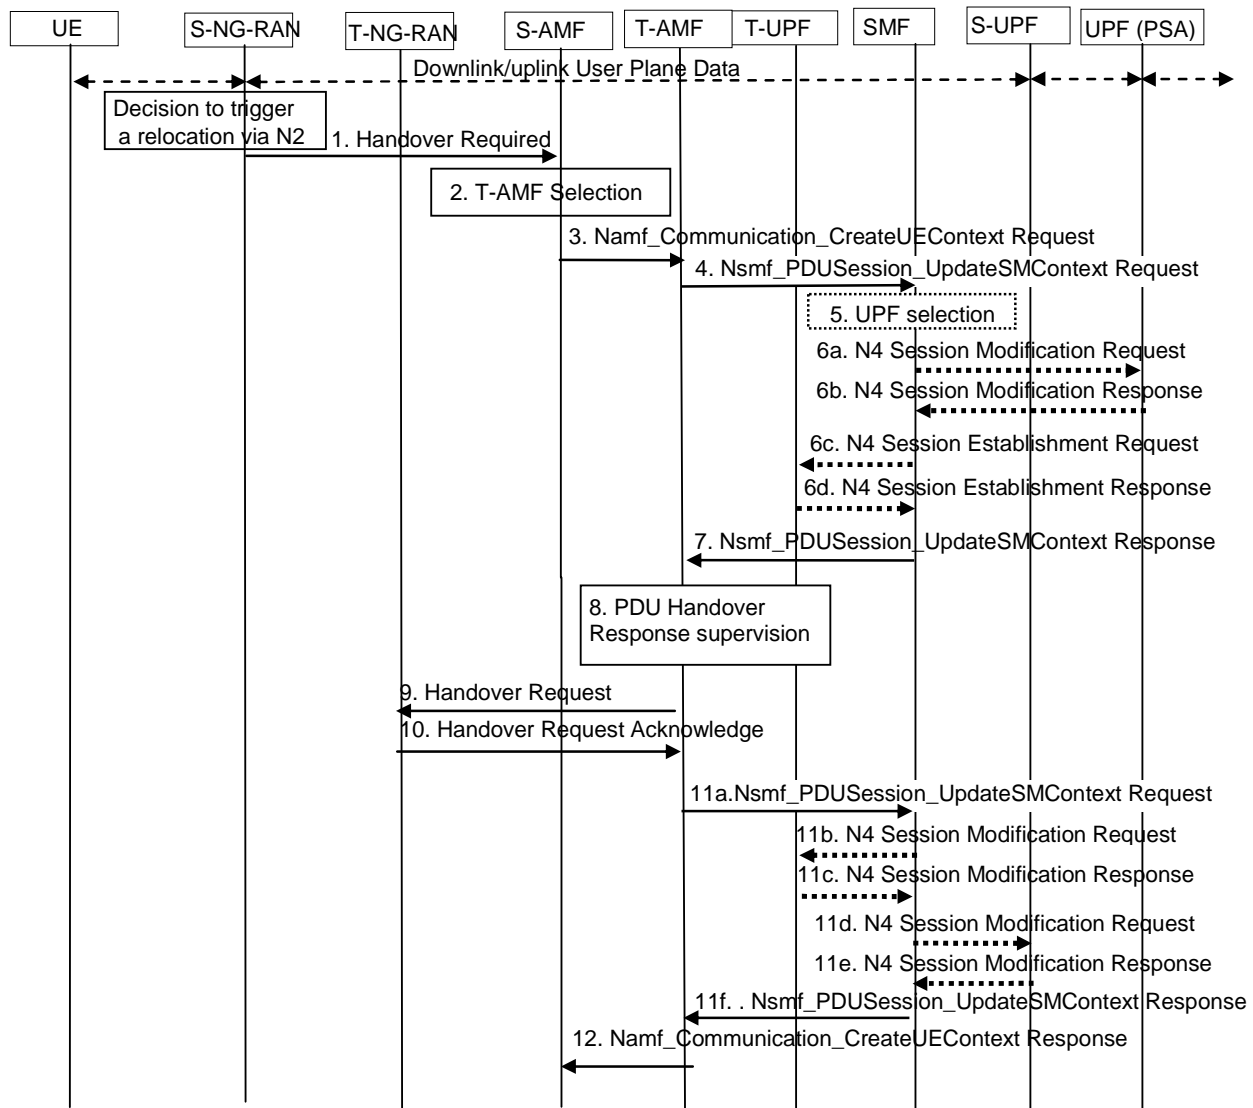 UE
S-NG-RAN
T-NG-RAN
S-AMF
T-AMF
T-UPF
SMF
S-UPF
UPF (PSA)
Downlink/uplink User Plane Data
Decision to trigger
a relocation via N2
1. Handover Required
2. T-AMF Selection
3. Namf_Communication_CreateUEContext Request
4. Nsmf_PDUSession_UpdateSMContext Request
5. UPF selection
6a. N4 Session Modification Request
6b. N4 Session Modification Response
6c. N4 Session Establishment Request
6d. N4 Session Establishment Response
7. Nsmf_PDUSession_UpdateSMContext Response
8. PDU Handover
Response supervision
9. Handover Request
10. Handover Request Acknowledge
11a.Nsmf_PDUSession_UpdateSMContext Request
11b. N4 Session Modification Request
11c. N4 Session Modification Response
11d. N4 Session Modification Request
11e. N4 Session Modification Response
11f. . Nsmf_PDUSession_UpdateSMContext Response
12. Namf_Communication_CreateUEContext Response